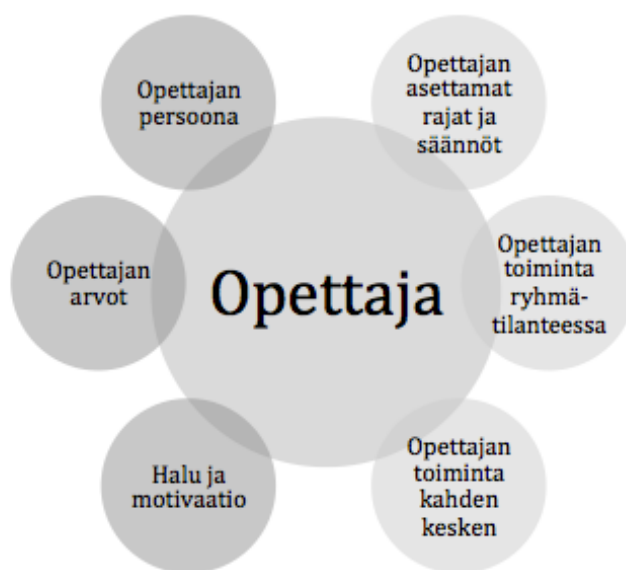 Opettajan
persoona
Opettajan
asettamat
rajat ja
säännöt
Opettajan
arvot
Opettaja
Opettajan
toiminta
ryhmä-
tilanteessa
Halu ja
motivaatio
Opettajan
toiminta
kahden
kesken